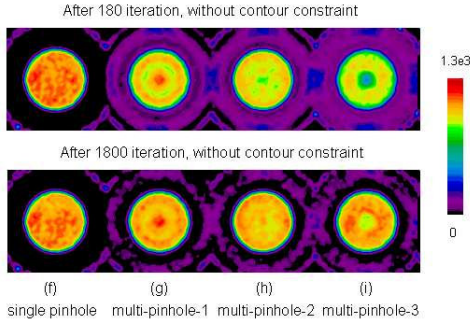 After 180 iteration, without contour constraint
1.3e3
After 1800 iteration, without contour constraint
0
(f) (g) (h) (i)
single pinhole multi-pinhole-1 multi-pinhole-2 multi-pinhole-3